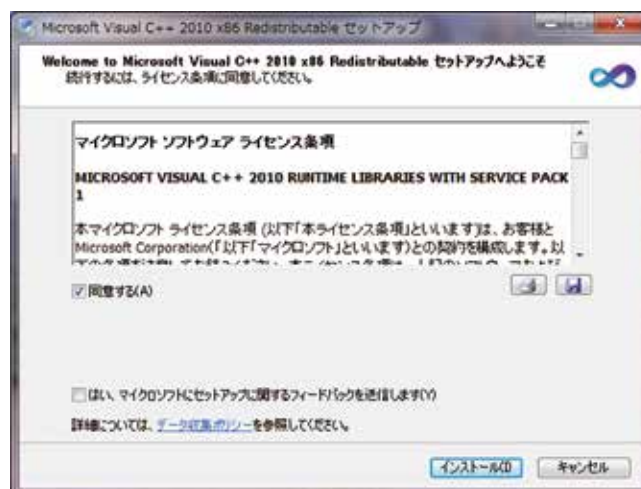 Microsoft Visual C++ 2010 x86 Redistributable セットアップ
Welcome to Microsoft Visual C++ 2010 x86 Redistributable セットアップへようこそ
続行するには、ライセンス条項に同意してください。
マイクロソフト ソフトウェア ライセンス条項
MICROSOFT VISUAL C++ 2010 RUNTIME LIBRARIES WITH SERVICE PACK
1
本マイクロソフト ライセンス条項 (以下「本ライセンス条項」といいます)は、お客様と
Microsoft Corporation(「以下「マイクロソフト」といいます)との契約を構成します。以
同意する(A)
はい、マイクロソフトにセットアップに関するフィードバックを送信します(Y)
詳細については、データ収集ポリシーを参照してください。
インストール(I) キャンセル